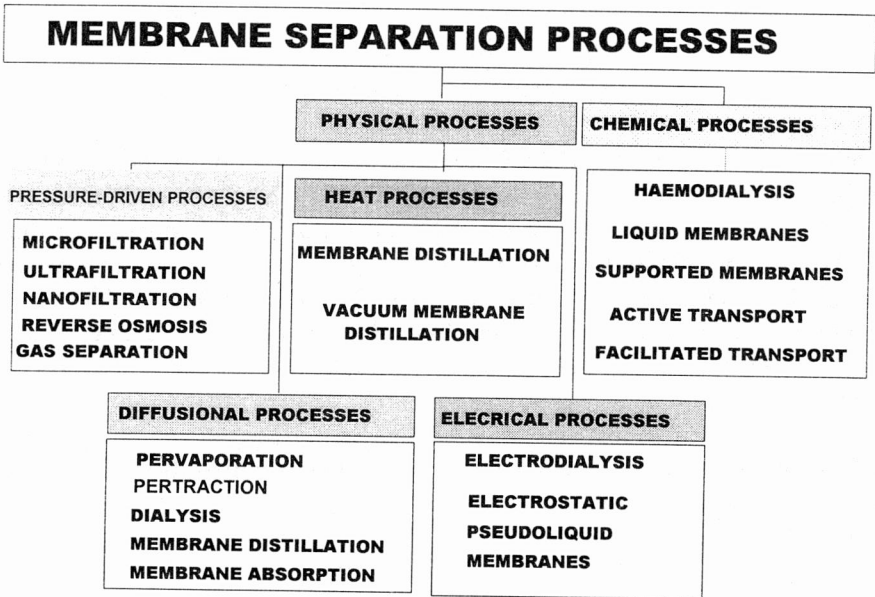 MEMBRANE SEPARATION PROCESSES
PHYSICAL PROCESSES
CHEMICAL PROCESSES
PRESSURE-DRIVEN PROCESSES
MICROFILTRATION
ULTRAFILTRATION
NANOFILTRATION
REVERSE OSMOSIS
GAS SEPARATION
HEAT PROCESSES
MEMBRANE DISTILLATION
VACUUM MEMBRANE
DISTILLATION
HAEMODIALYSIS
LIQUID MEMBRANES
SUPPORTED MEMBRANES
ACTIVE TRANSPORT
FACILITATED TRANSPORT
DIFFUSIONAL PROCESSES
PERVAPORATION
PERTRACTION
DIALYSIS
MEMBRANE DISTILLATION
MEMBRANE ABSORPTION
ELECRICAL PROCESSES
ELECTRODIALYSIS
ELECTROSTATIC
PSEUDOLIQUID
MEMBRANES